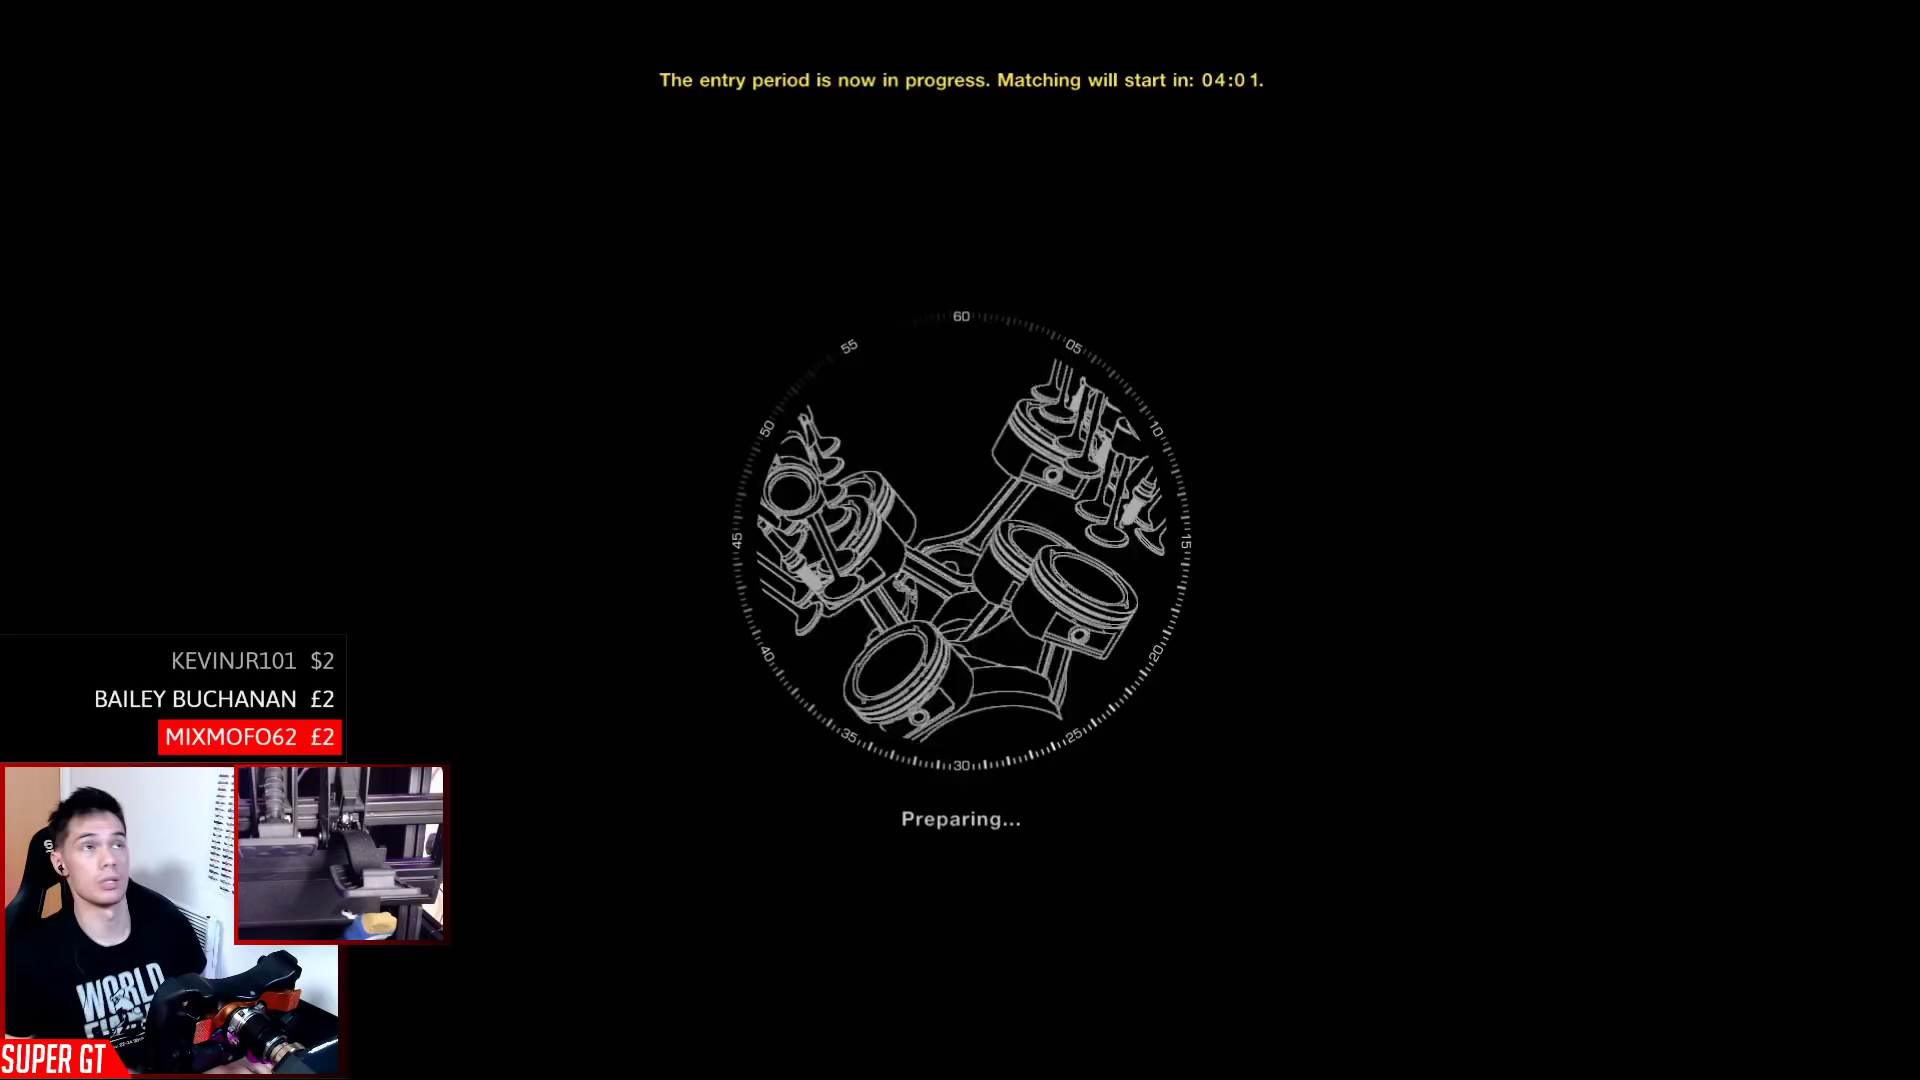 The entry period is now in progress. Matching will start in: 04:01.
60
55
05
50
10
45
15
40
20
35
25
30
Preparing...
KEVINJR101 $2
BAILEY BUCHANAN £2
MIXMOFO62 £2
WORLD
SUPER GT